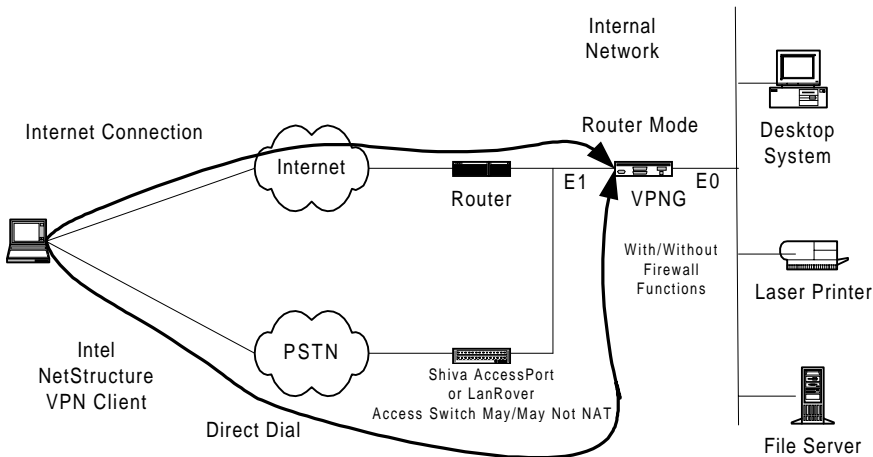 Internal
Network
Internet Connection
Router Mode
Desktop
System
Internet
Router
E1
VPNG
E0
With/Without
Firewall
Functions
Laser Printer
Intel
NetStructure
VPN Client
PSTN
Shiva AccessPort
or LanRover
Access Switch May/May Not NAT
Direct Dial
File Server